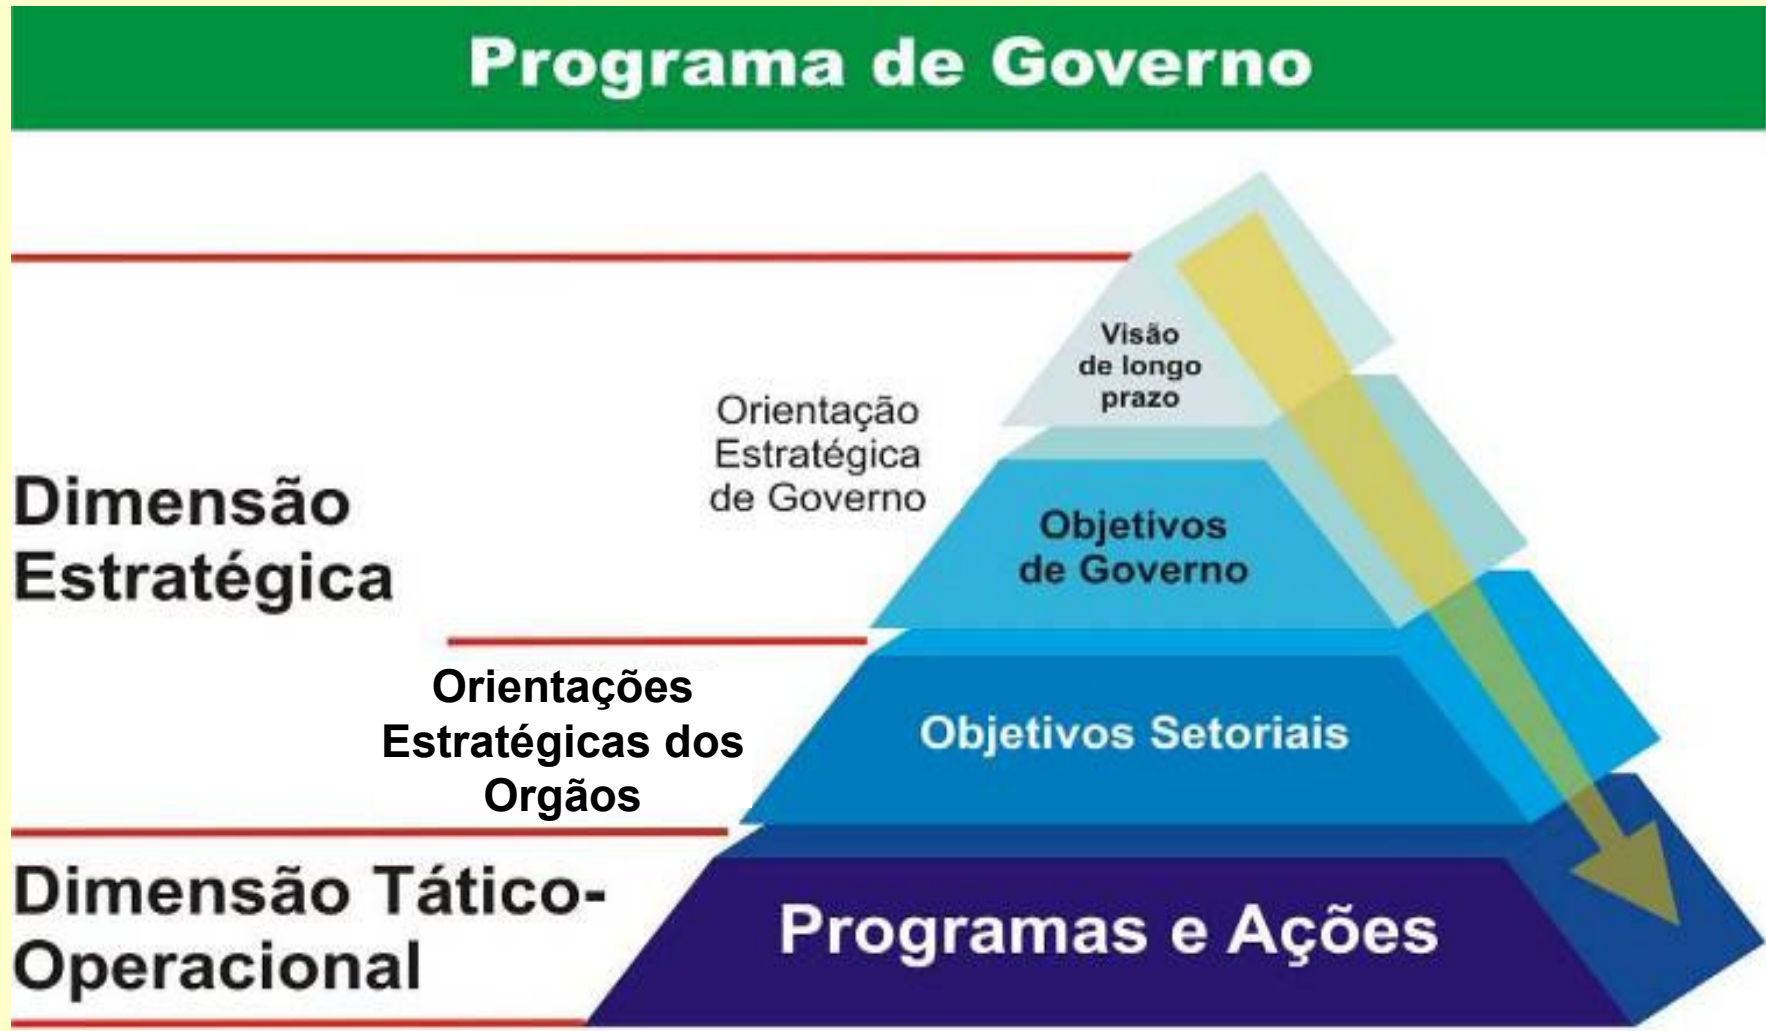 Programa de Governo
Visão
de longo
prazo
Orientação
Estratégica
de Governo
Dimensão
Estratégica
Objetivos
de Governo
Orientações
Estratégicas dos
Orgãos
Objetivos Setoriais
Dimensão Tático-
Operacional
Programas e Ações